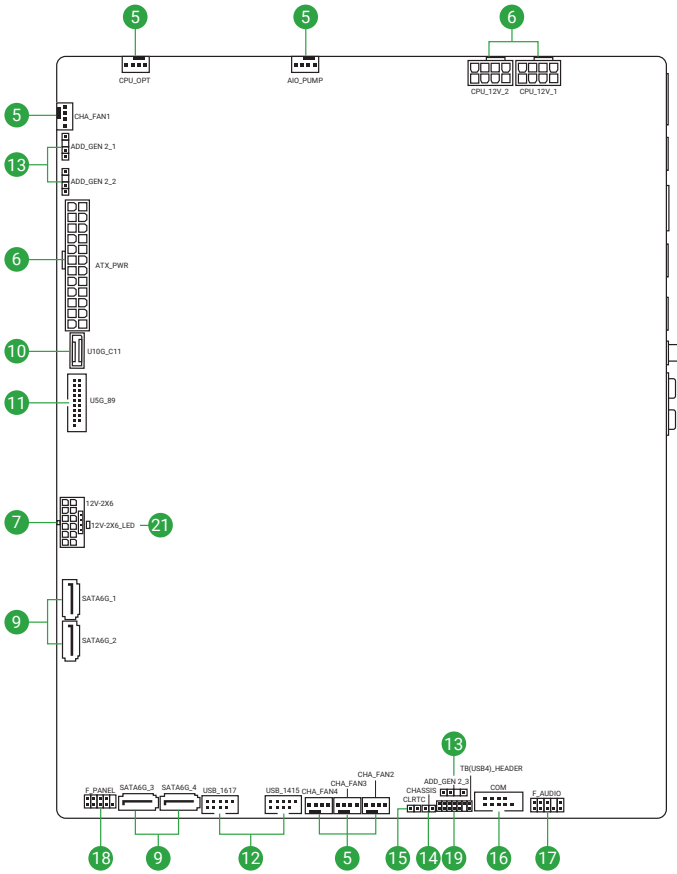 5
5
6
CPU_OPT
AIO_PUMP
CPU_12V_2
CPU_12V_1
5
CHA_FAN1
13
ADD_GEN 2_1
ADD_GEN 2_2
6
ATX_PWR
10
U10G_C11
11
U5G_89
7
12V-2X6
12V-2X6_LED
21
9
SATA6G_1
SATA6G_2
13
TB(USB4)_HEADER
CHA_FAN2
ADD_GEN 2_3
CHA_FAN3
F_PANEL
SATA6G_3
SATA6G_4
USB_1617
USB_1415
CHA_FAN4
CHASSIS
CLRTC
COM
F_AUDIO
18
9
12
5
15
14
19
16
17